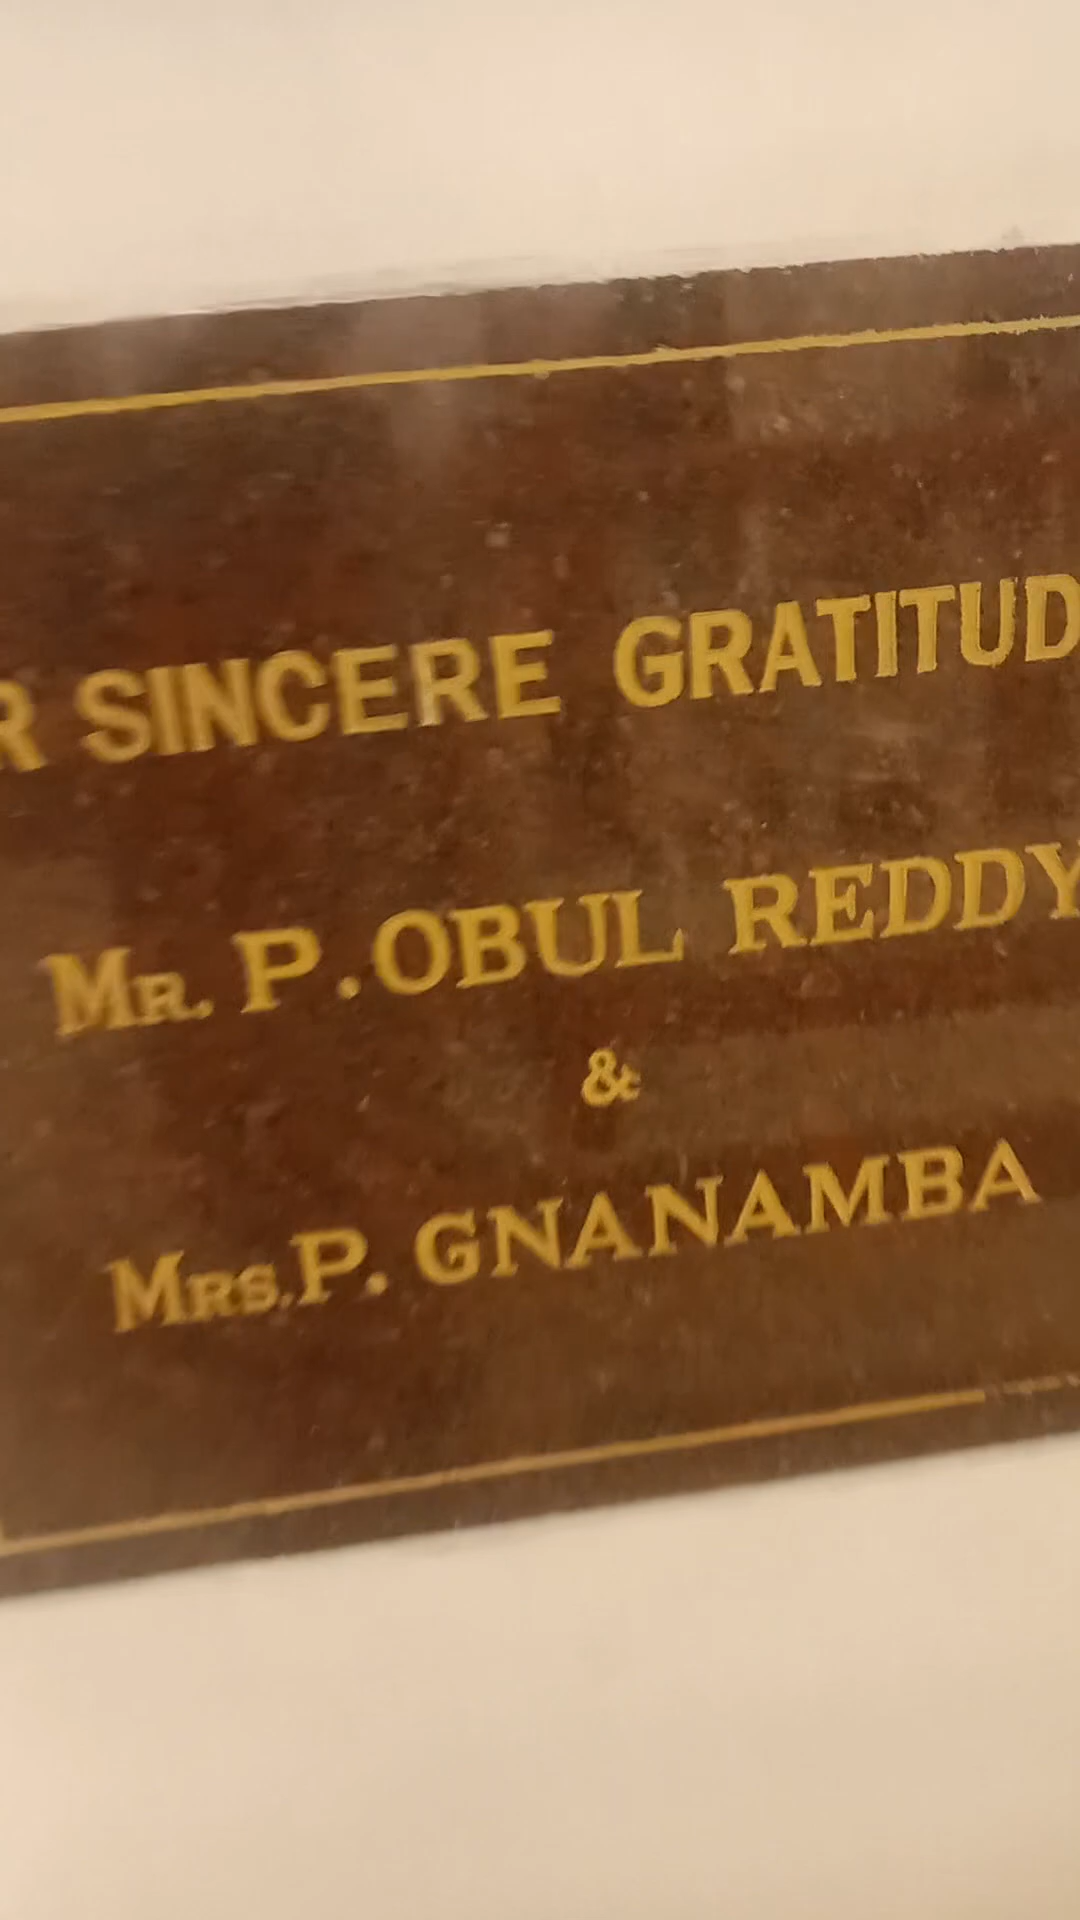 R SINCERE GRATITUD
MR. P. OBUL REDDY
&
MRS. P. GNANAMBA